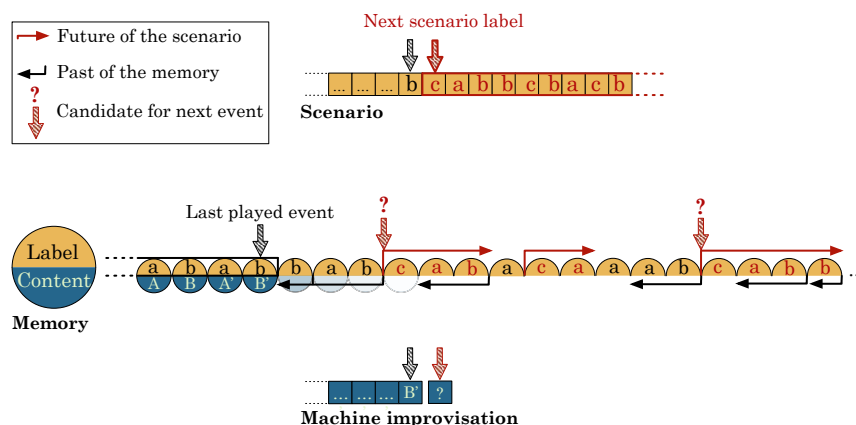 Next scenario label
Future of the scenario
Past of the memory
?
Candidate for next event
... ... ... b c a b b c b a c b
Scenario
Last played event
? ?
Label
Content
a b a b b a b c a b a c a a a b c a b b
A B A' B'
Memory
... ... ... B' ?
Machine improvisation